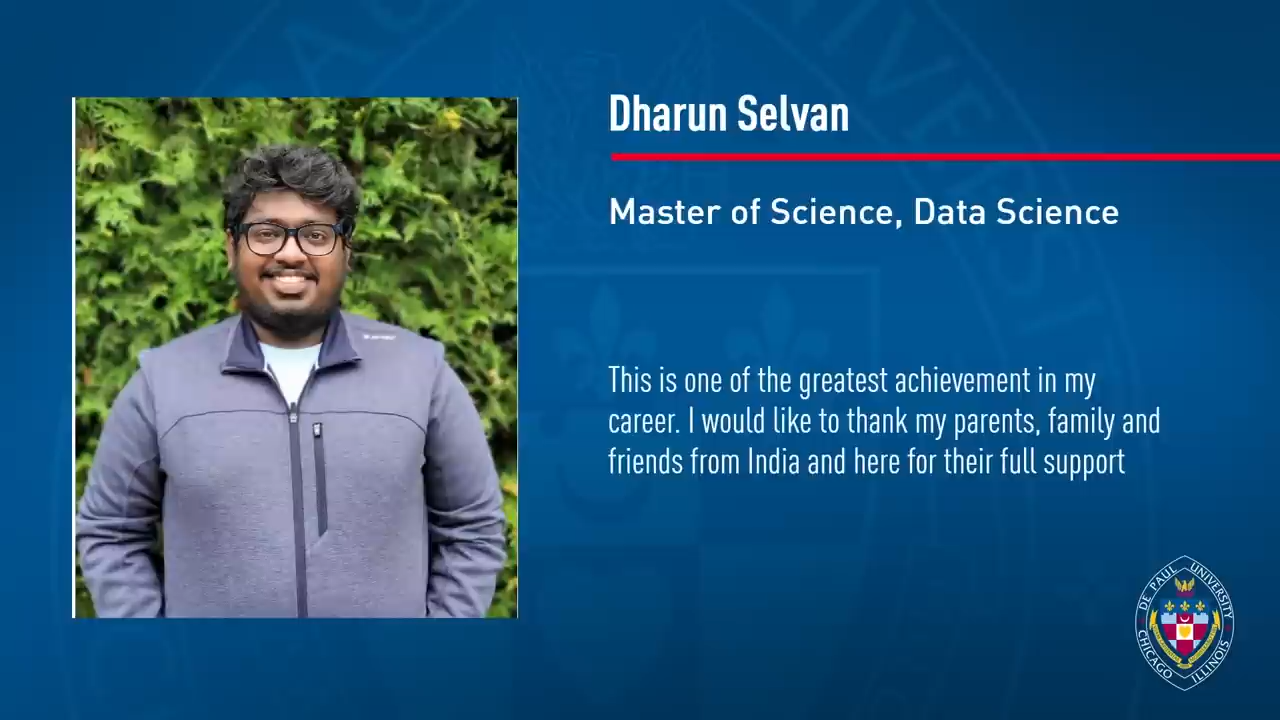 Dharun Selvan
Master of Science, Data Science
This is one of the greatest achievement in my
career. I would like to thank my parents, family and
friends from India and here for their full support
DE PAUL UNIVERSITY
CHICAGO ILLINOIS